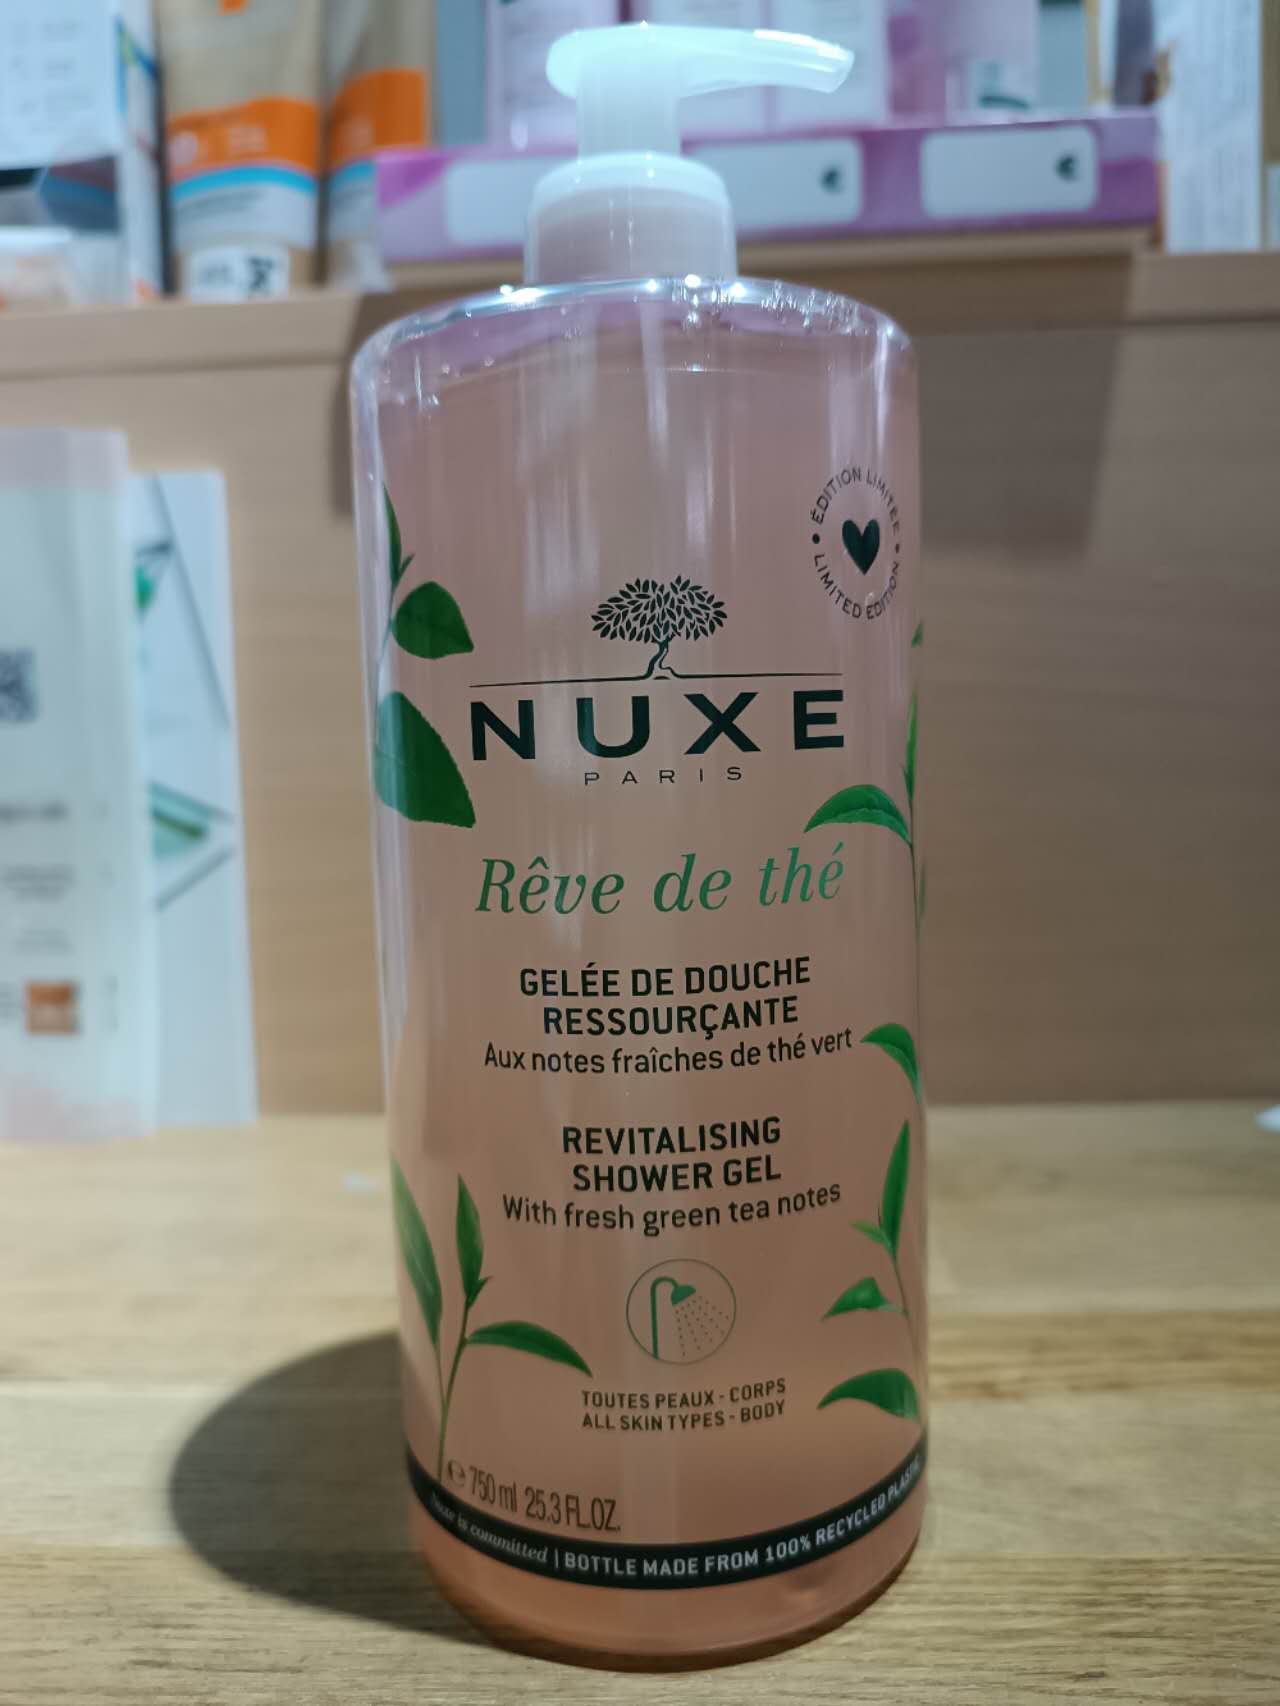 ÉDITION LIMITÉE
LIMITED EDITION
NUXE
PARIS
Rêve de thé
GELÉE DE DOUCHE
RESSOURÇANTE
Aux notes fraîches de thé vert
REVITALISING
SHOWER GEL
With fresh green tea notes
TOUTES PEAUX - CORPS
ALL SKIN TYPES - BODY
℮ 750 ml 25.3 FL.OZ.
Nuxe is committed | BOTTLE MADE FROM 100% RECYCLED PLASTIC